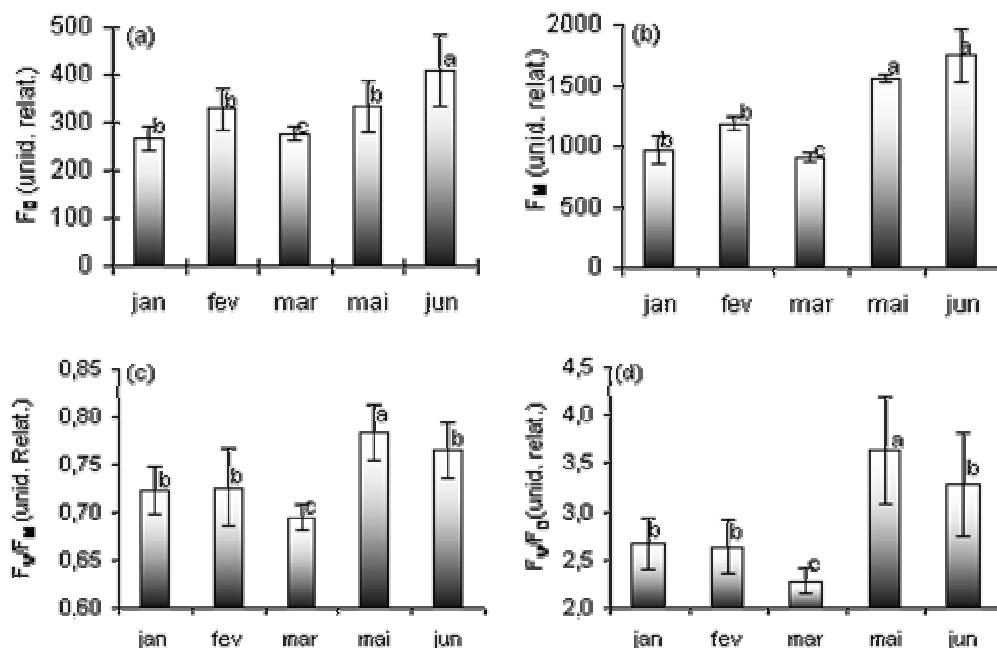 (a)
F0 (unid. relat.)
500
400
300
200
100
0
b
b
c
b
a
jan fev mar mai jun
(b)
FM (unid. relat.)
2000
1500
1000
500
0
b
b
c
a
a
jan fev mar mai jun
(c)
FV/FM (unid. Relat.)
0,85
0,80
0,75
0,70
0,65
0,60
b
b
c
a
b
jan fev mar mai jun
(d)
FV/F0 (unid. relat.)
4,5
4,0
3,5
3,0
2,5
2,0
b
b
c
a
b
jan fev mar mai jun